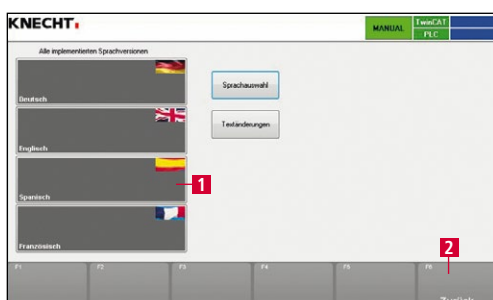 KNECHT
MANUAL
TwinCAT
PLC
Alle implementierten Sprachversionen
Deutsch
Sprachauswahl
Englisch
Textänderungen
Spanisch
1
Französisch
2
F1 F2 F3 F4 F5 F6
Zurück